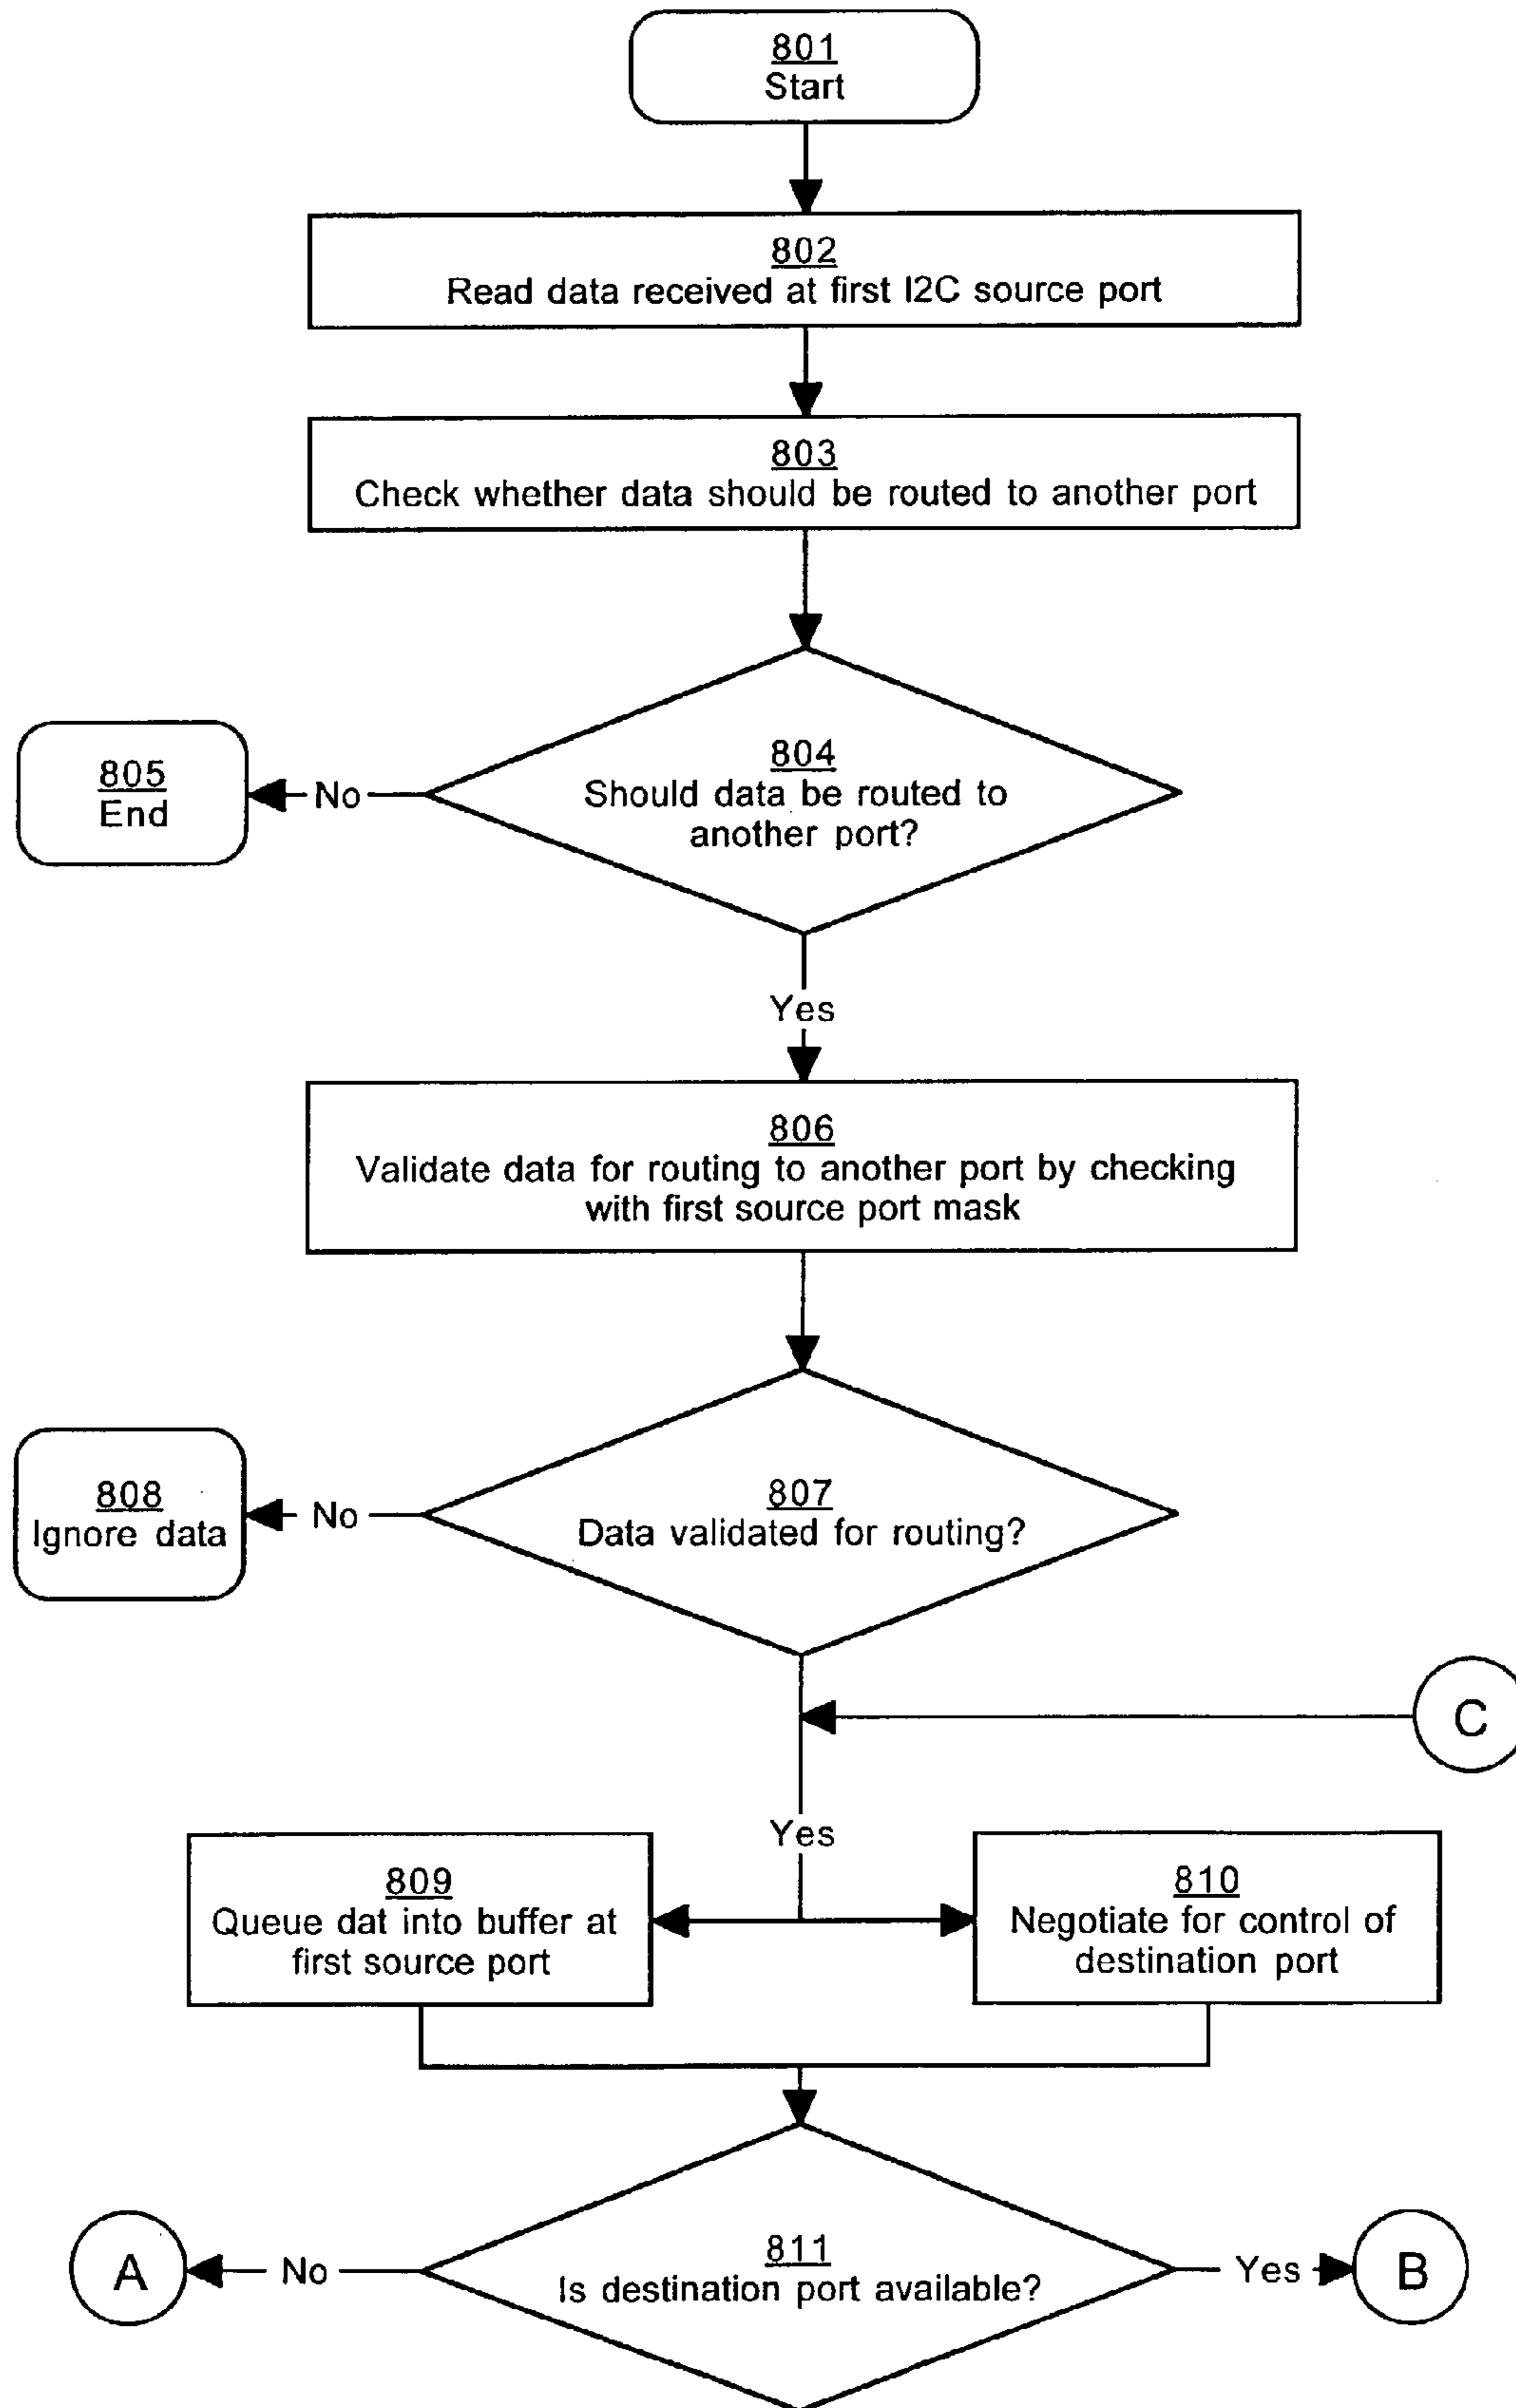 801
Start
802
Read data received at first I2C source port
803
Check whether data should be routed to another port
804
Should data be routed to
another port?
No
805
End
Yes
806
Validate data for routing to another port by checking
with first source port mask
807
Data validated for routing?
No
808
Ignore data
C
Yes
809
Queue dat into buffer at
first source port
810
Negotiate for control of
destination port
811
Is destination port available?
No
A
Yes
B